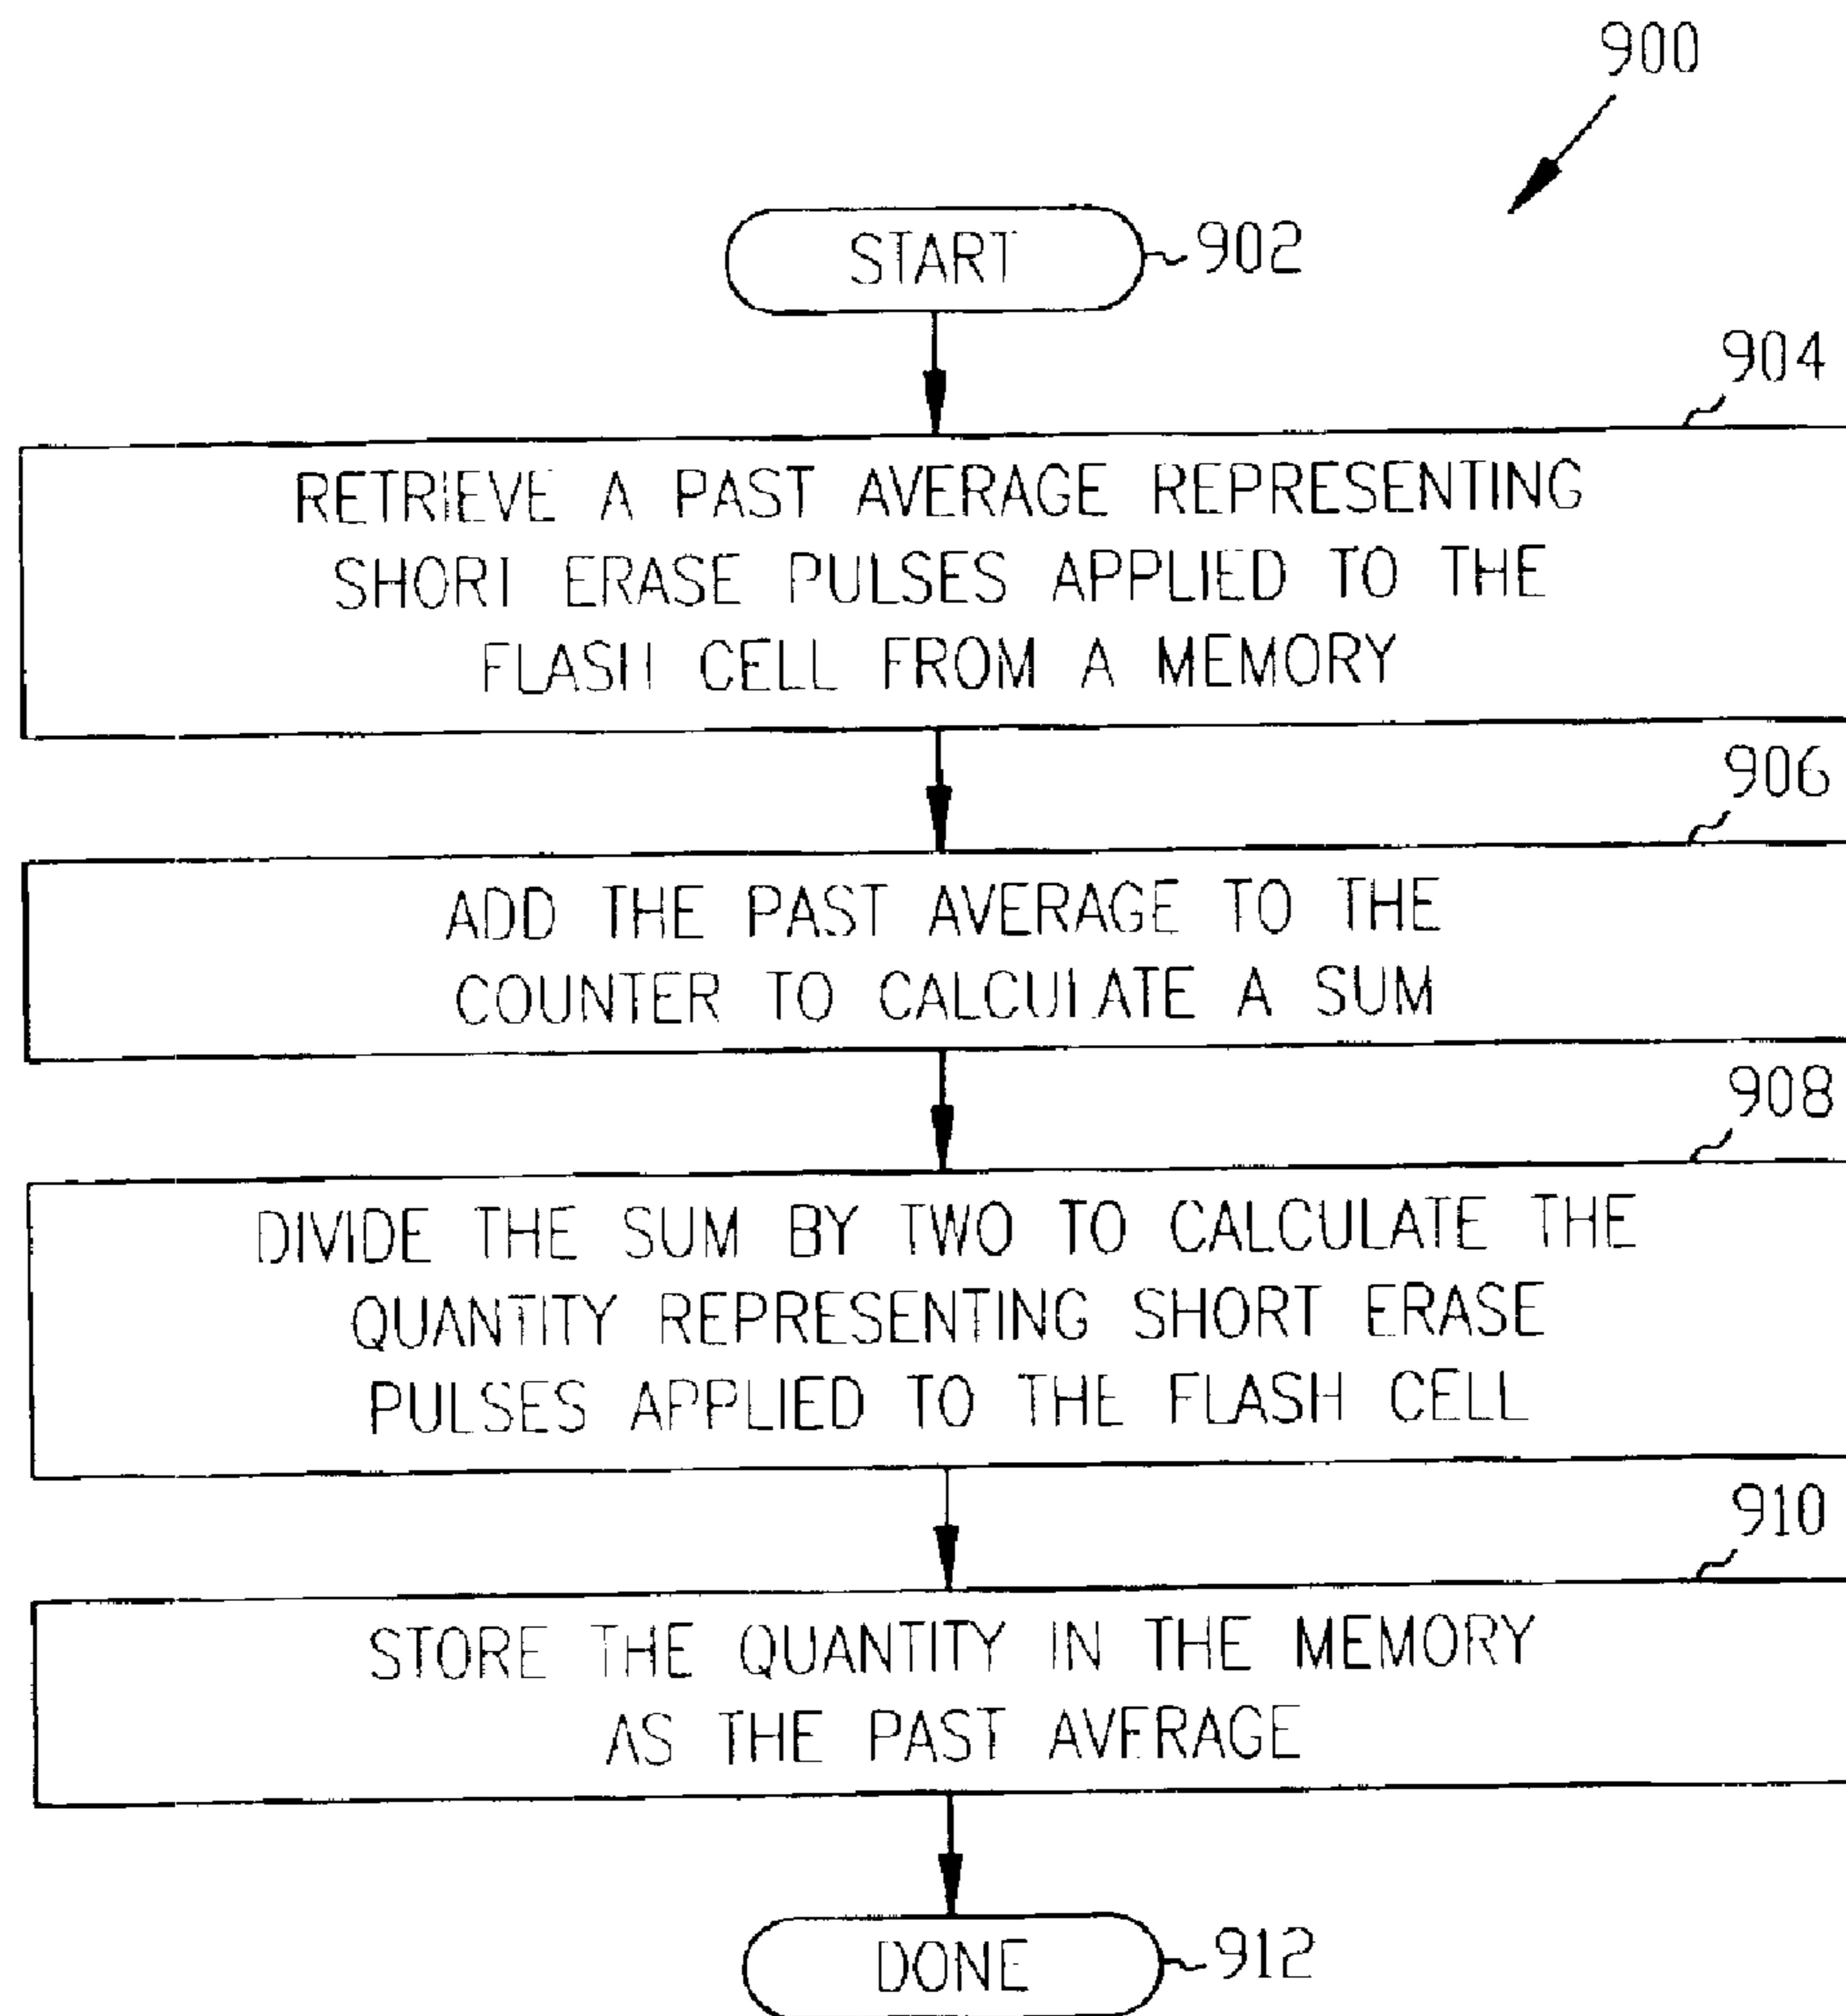 900
START
902
904
RETRIEVE A PAST AVERAGE REPRESENTING
SHORT ERASE PULSES APPLIED TO THE
FLASH CELL FROM A MEMORY
906
ADD THE PAST AVERAGE TO THE
COUNTER TO CALCULATE A SUM
908
DIVIDE THE SUM BY TWO TO CALCULATE THE
QUANTITY REPRESENTING SHORT ERASE
PULSES APPLIED TO THE FLASH CELL
910
STORE THE QUANTITY IN THE MEMORY
AS THE PAST AVERAGE
DONE
912